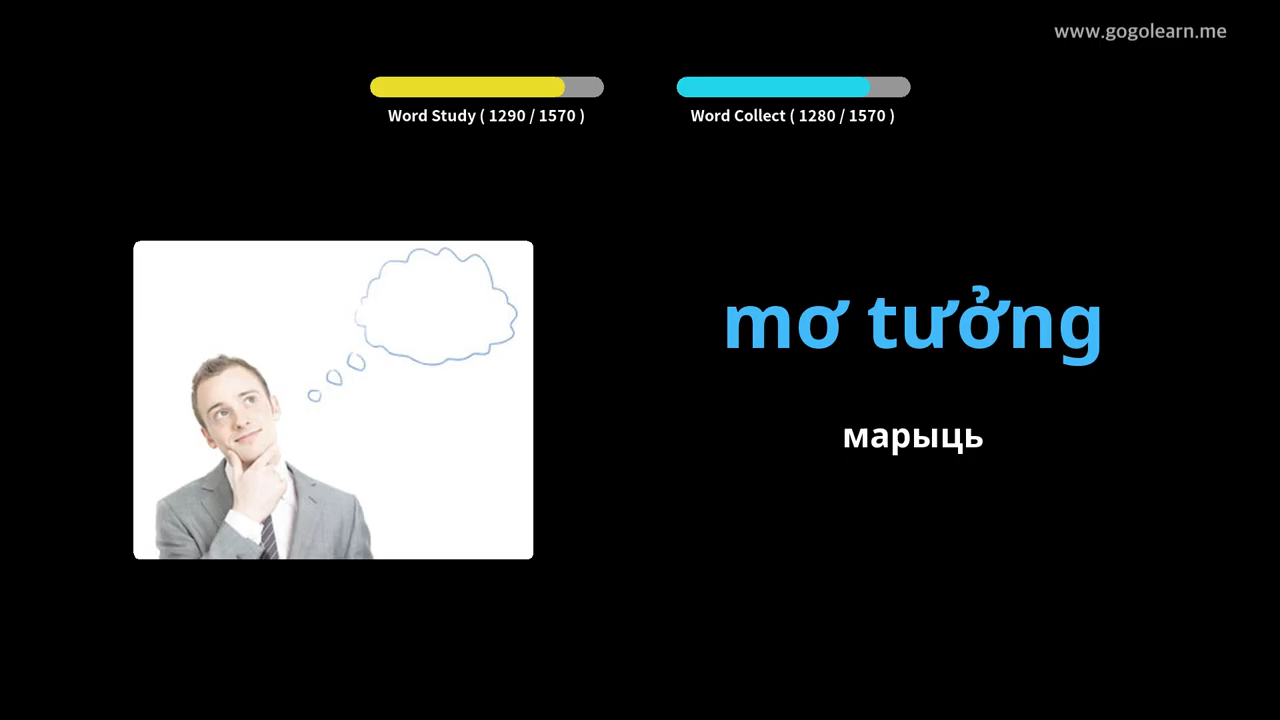 www.gogolearn.me
Word Study ( 1290 / 1570 )
Word Collect ( 1280 / 1570 )
mơ tưởng
марыць